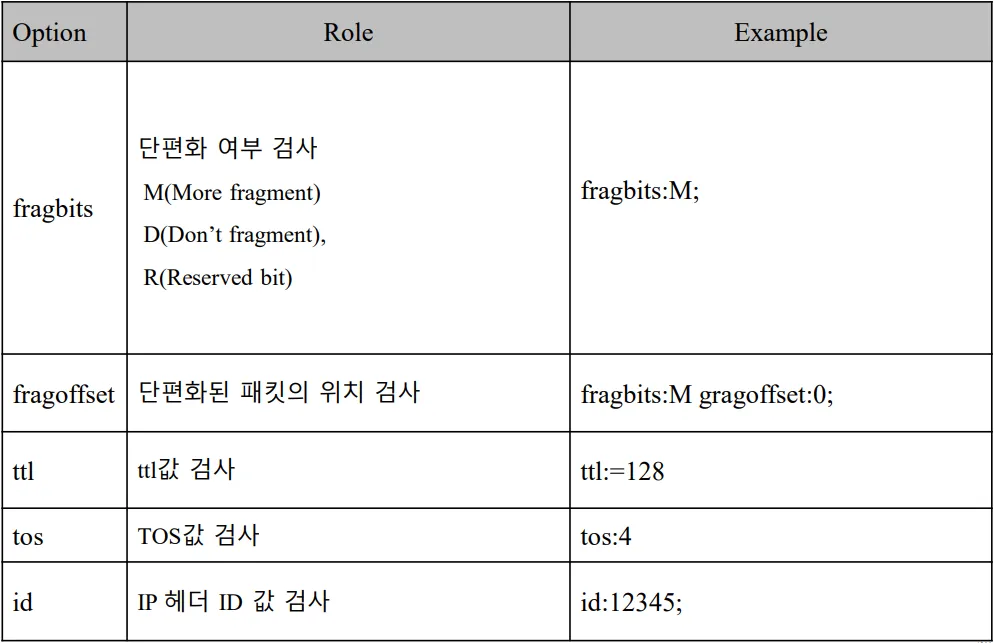 Option Role Example
fragbits
단편화 여부 검사
M(More fragment)
D(Don’t fragment),
R(Reserved bit)
fragbits:M;
fragoffset 단편화된 패킷의 위치 검사 fragbits:M gragoffset:0;
ttl ttl값 검사 ttl:=128
tos TOS값 검사 tos:4
id IP 헤더 ID 값 검사 id:12345;